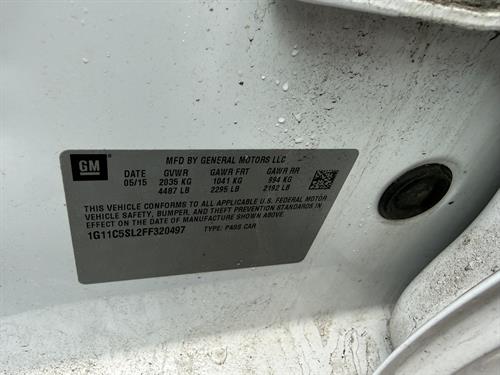 GM
MFD BY GENERAL MOTORS LLC
DATE GVWR GAWR FRT GAWR RR
05/15 2035 KG 1041 KG 994 KG
4487 LB 2295 LB 2192 LB
THIS VEHICLE CONFORMS TO ALL APPLICABLE U.S. FEDERAL MOTOR
VEHICLE SAFETY, BUMPER, AND THEFT PREVENTION STANDARDS IN
EFFECT ON THE DATE OF MANUFACTURE SHOWN ABOVE.
1G11C5SL2FF320497 TYPE: PASS CAR